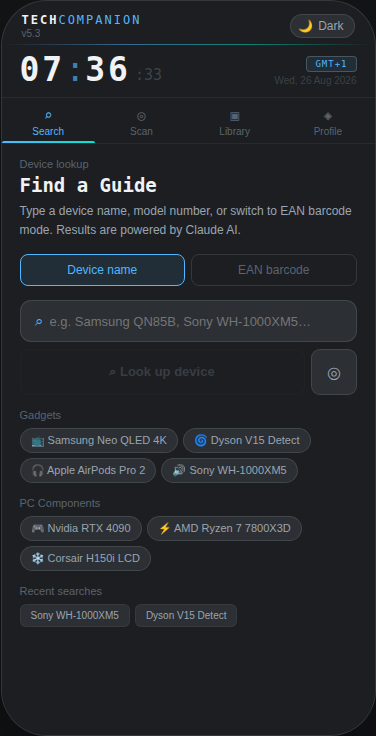 TECHCOMPANION
v5.3
🌙 Dark
07:36 :33
GMT+1
Wed, 26 Aug 2026
Search
Scan
Library
Profile
Device lookup
Find a Guide
Type a device name, model number, or switch to EAN barcode
mode. Results are powered by Claude AI.
Device name
EAN barcode
e.g. Samsung QN85B, Sony WH-1000XM5…
Look up device
Gadgets
📺 Samsung Neo QLED 4K
🌀 Dyson V15 Detect
🎧 Apple AirPods Pro 2
🔊 Sony WH-1000XM5
PC Components
🎮 Nvidia RTX 4090
⚡ AMD Ryzen 7 7800X3D
❄️ Corsair H150i LCD
Recent searches
Sony WH-1000XM5
Dyson V15 Detect